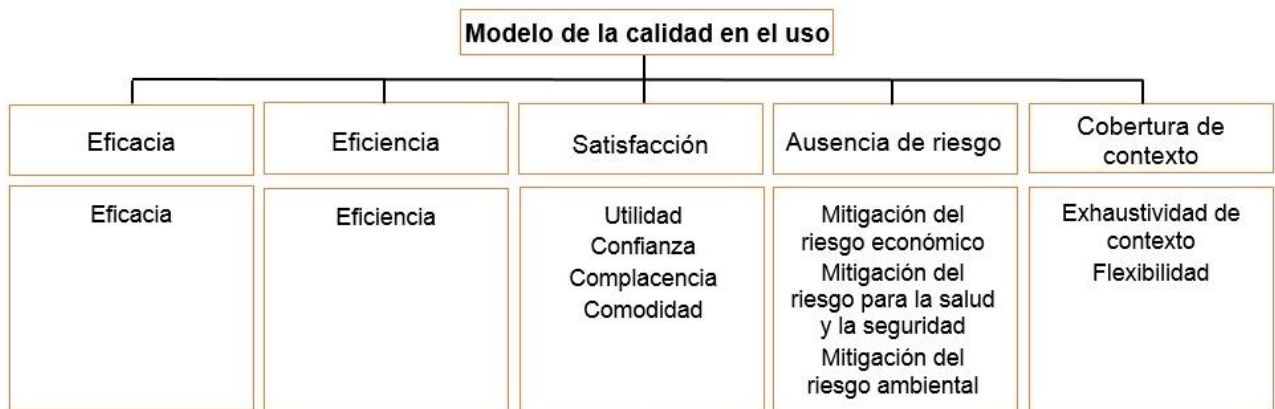 Modelo de la calidad en el uso
Eficacia
Eficiencia
Satisfacción
Ausencia de riesgo
Cobertura de
contexto
Eficacia
Eficiencia
Utilidad
Confianza
Complacencia
Comodidad
Mitigación del
riesgo económico
Mitigación del
riesgo para la salud
y la seguridad
Mitigación del
riesgo ambiental
Exhaustividad de
contexto
Flexibilidad